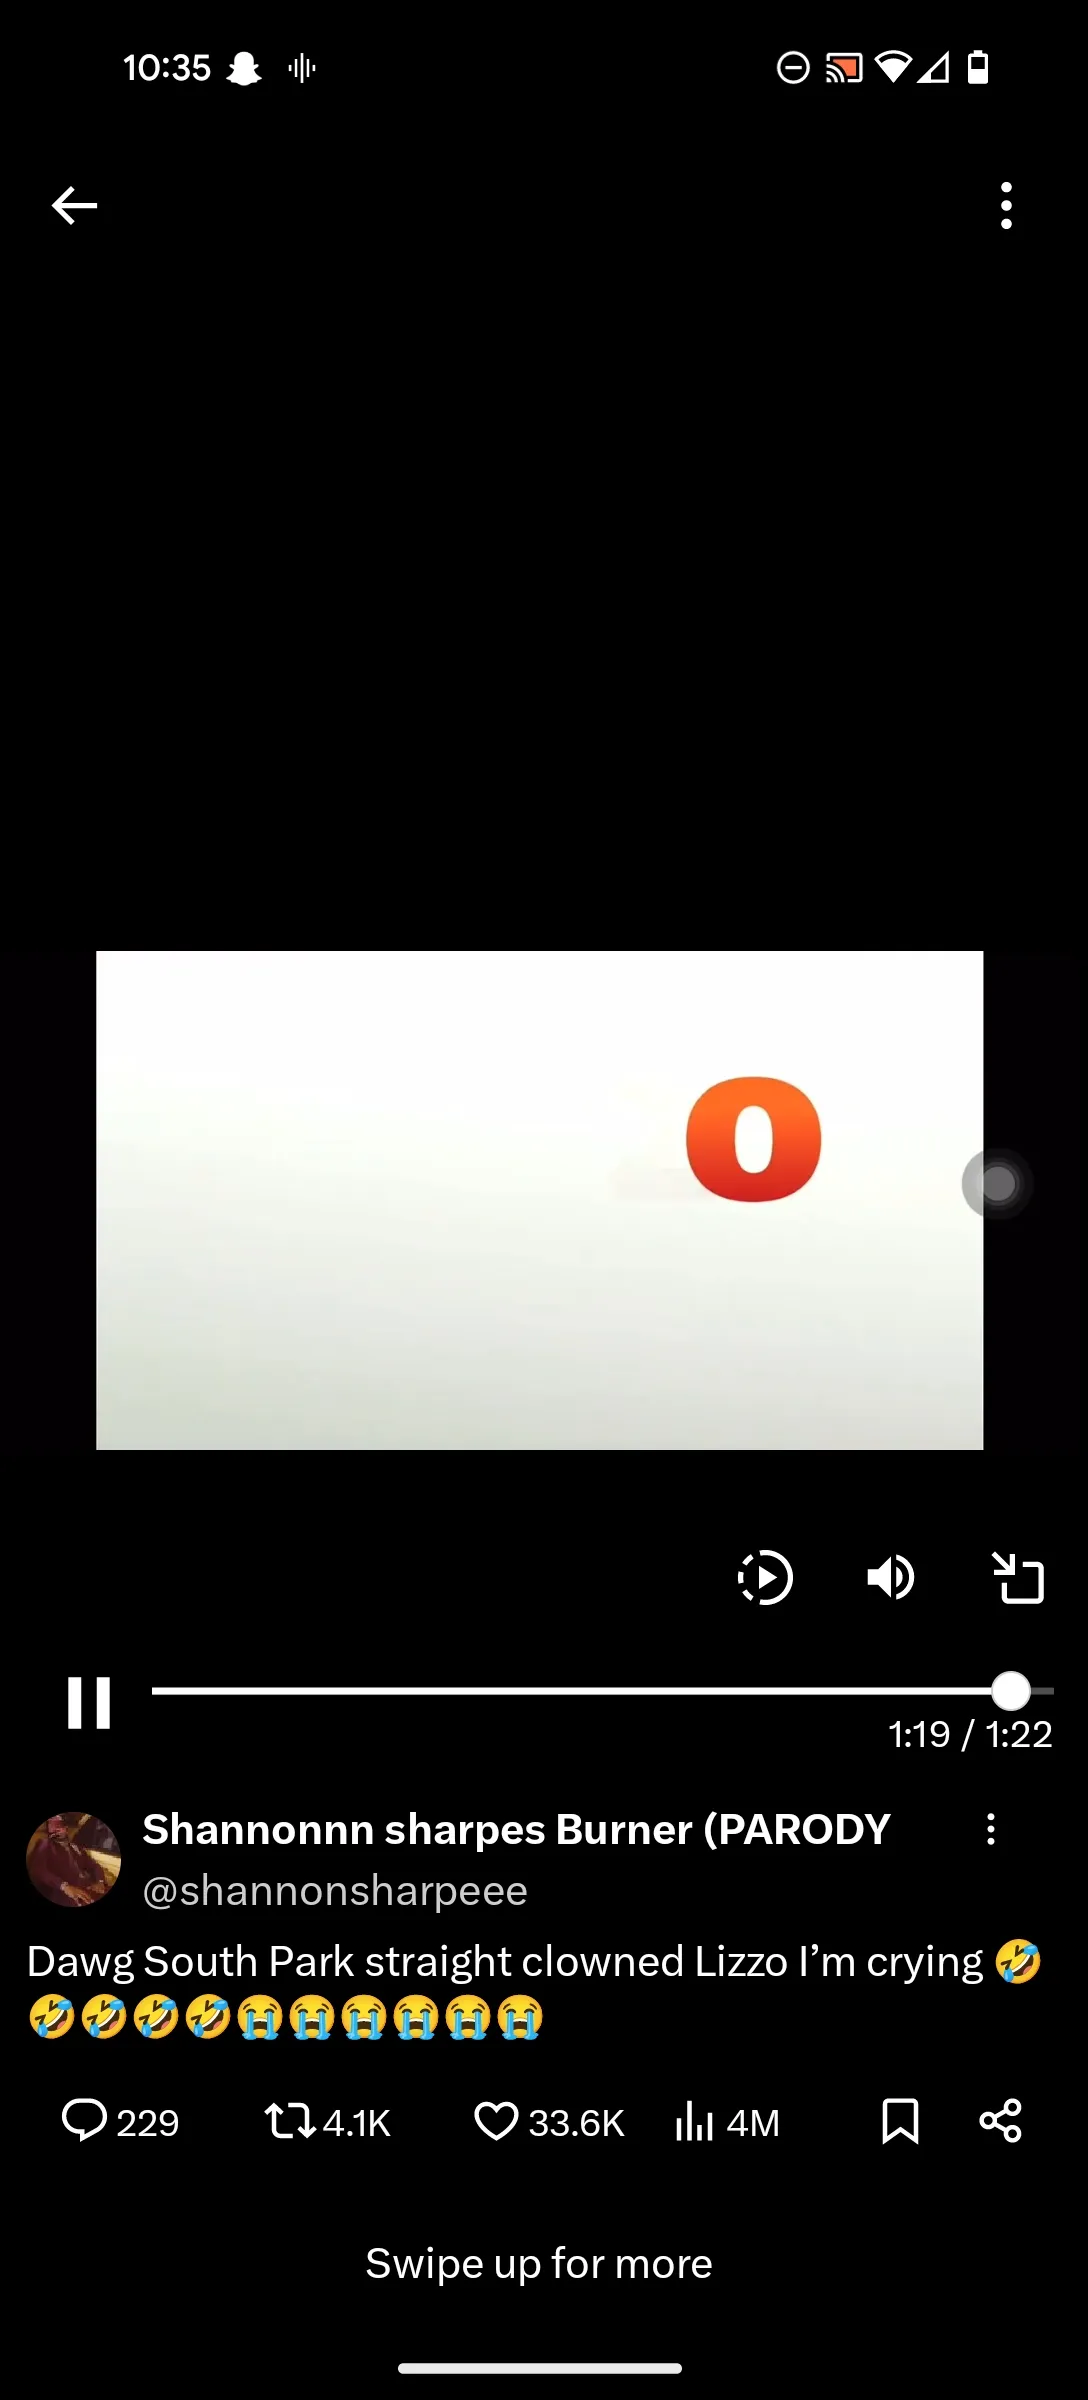 10:35
o
1:19 / 1:22
Shannonnn sharpes Burner (PARODY
@shannonsharpeee
Dawg South Park straight clowned Lizzo I’m crying 🤣
🤣🤣🤣🤣😭😭😭😭😭😭
229 4.1K 33.6K 4M
Swipe up for more